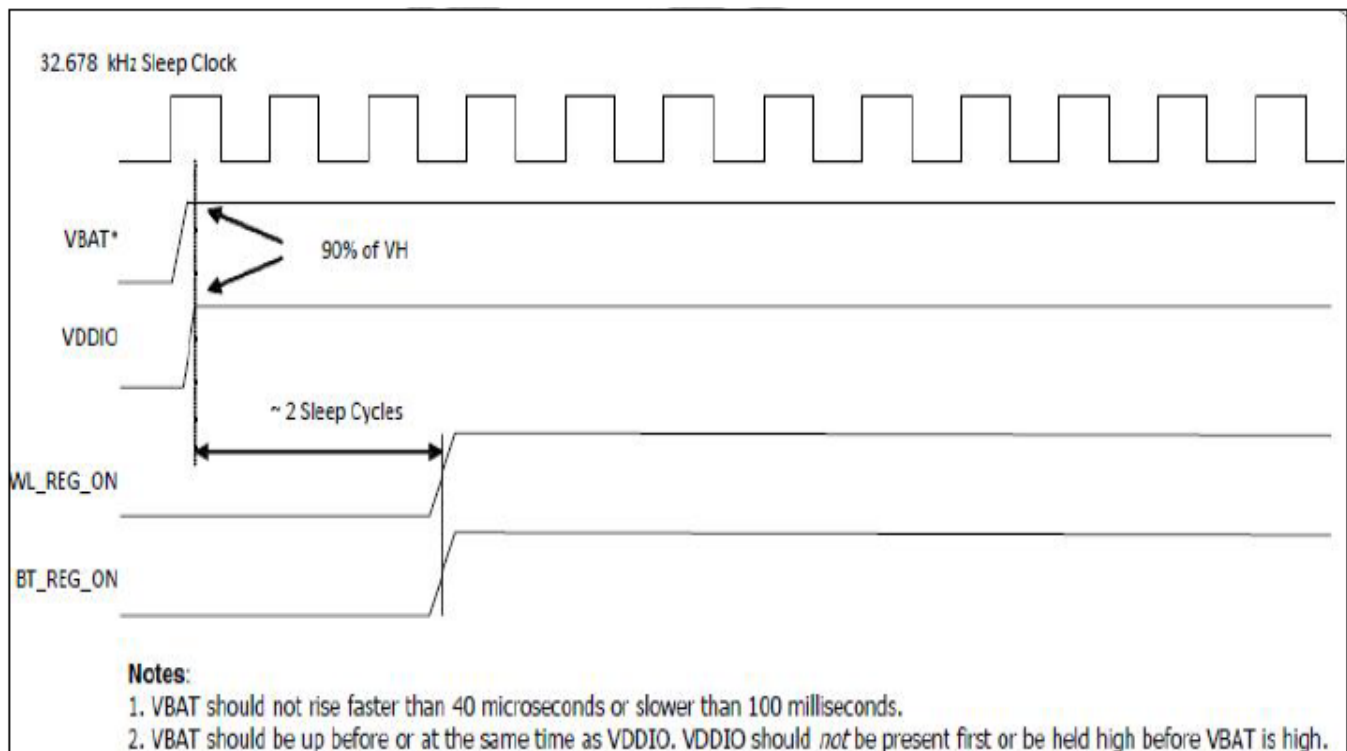 32.678 kHz Sleep Clock
VBAT*
90% of VH
VDDIO
~ 2 Sleep Cycles
WL_REG_ON
BT_REG_ON
Notes:
1. VBAT should not rise faster than 40 microseconds or slower than 100 milliseconds.
2. VBAT should be up before or at the same time as VDDIO. VDDIO should not be present first or be held high before VBAT is high.